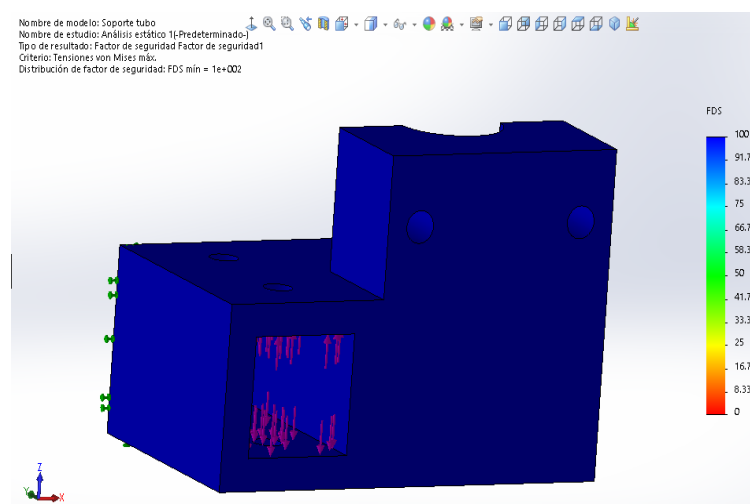 Nombre de modelo: Soporte tubo
Nombre de estudio: Análisis estático 1(-Predeterminado-)
Tipo de resultado: Factor de seguridad Factor de seguridad1
Criterio: Tensiones von Mises máx.
Distribución de factor de seguridad: FDS mín = 1e+002
FDS
100
91.7
83.3
75
66.7
58.3
50
41.7
33.3
25
16.7
8.33
0
Z
Y
X